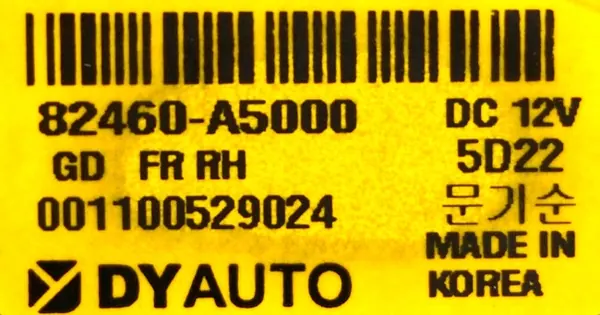 82460-A5000 DC 12V
GD FR RH 5D22
001100529024 문기순
MADE IN
DYAUTO KOREA